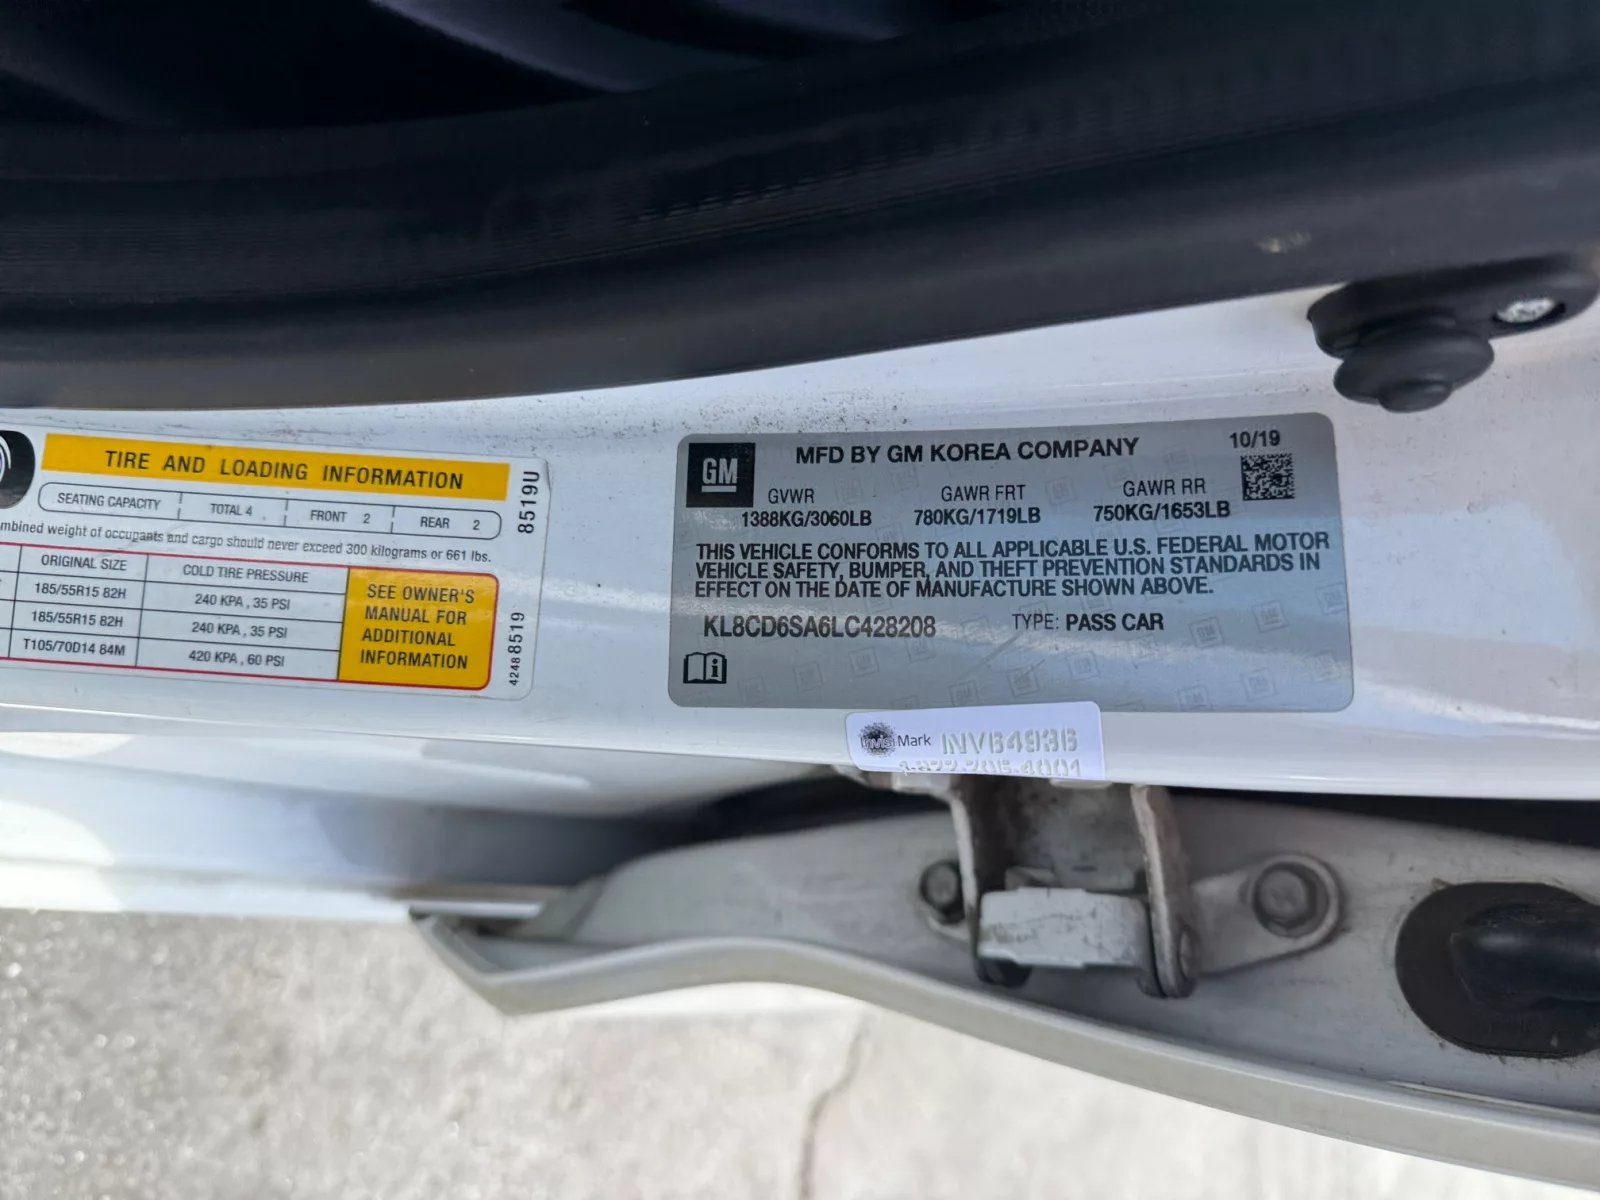 TIRE AND LOADING INFORMATION
SEATING CAPACITY TOTAL 4 FRONT 2 REAR 2
mbined weight of occupants and cargo should never exceed 300 kilograms or 661 lbs.
ORIGINAL SIZE COLD TIRE PRESSURE
185/55R15 82H 240 KPA , 35 PSI
185/55R15 82H 240 KPA , 35 PSI
T105/70D14 84M 420 KPA , 60 PSI
SEE OWNER'S
MANUAL FOR
ADDITIONAL
INFORMATION
8519U
42488519
GM
MFD BY GM KOREA COMPANY 10/19
GVWR GAWR FRT GAWR RR
1388KG/3060LB 780KG/1719LB 750KG/1653LB
THIS VEHICLE CONFORMS TO ALL APPLICABLE U.S. FEDERAL MOTOR
VEHICLE SAFETY, BUMPER, AND THEFT PREVENTION STANDARDS IN
EFFECT ON THE DATE OF MANUFACTURE SHOWN ABOVE.
KL8CD6SA6LC428208 TYPE: PASS CAR
InvisiMark INV64936